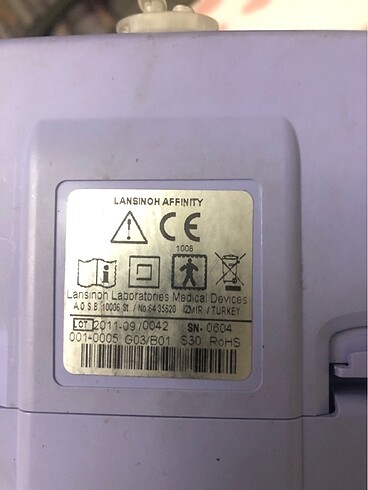 LANSINOH AFFINITY
CE
1008
i
Lansinoh Laboratories Medical Devices
A.O.S.B. 10006 St. / No:64 35620 IZMIR / TURKEY
LOT 2011-09/0042 SN: 0604
001-0005 G03/B01 S30 RoHS